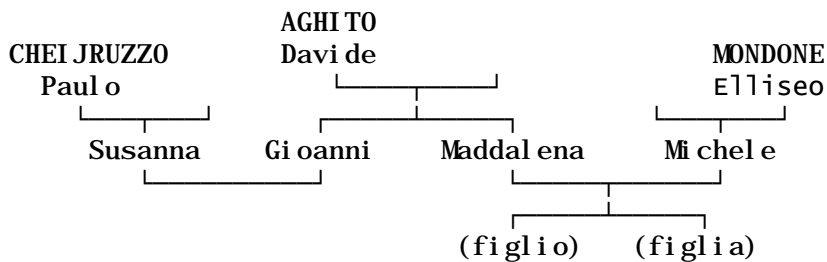 AGHITO
CHEIJRUZZO Davide MONDONE
Paulo Elliseo
Susanna Gioanni Maddalena Michele
(figlio) (figlia)